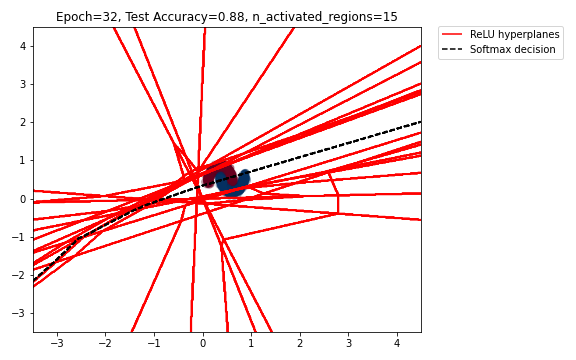 Epoch=32, Test Accuracy=0.88, n_activated_regions=15
ReLU hyperplanes
Softmax decision
4
3
2
1
0
−1
−2
−3
−3 −2 −1 0 1 2 3 4